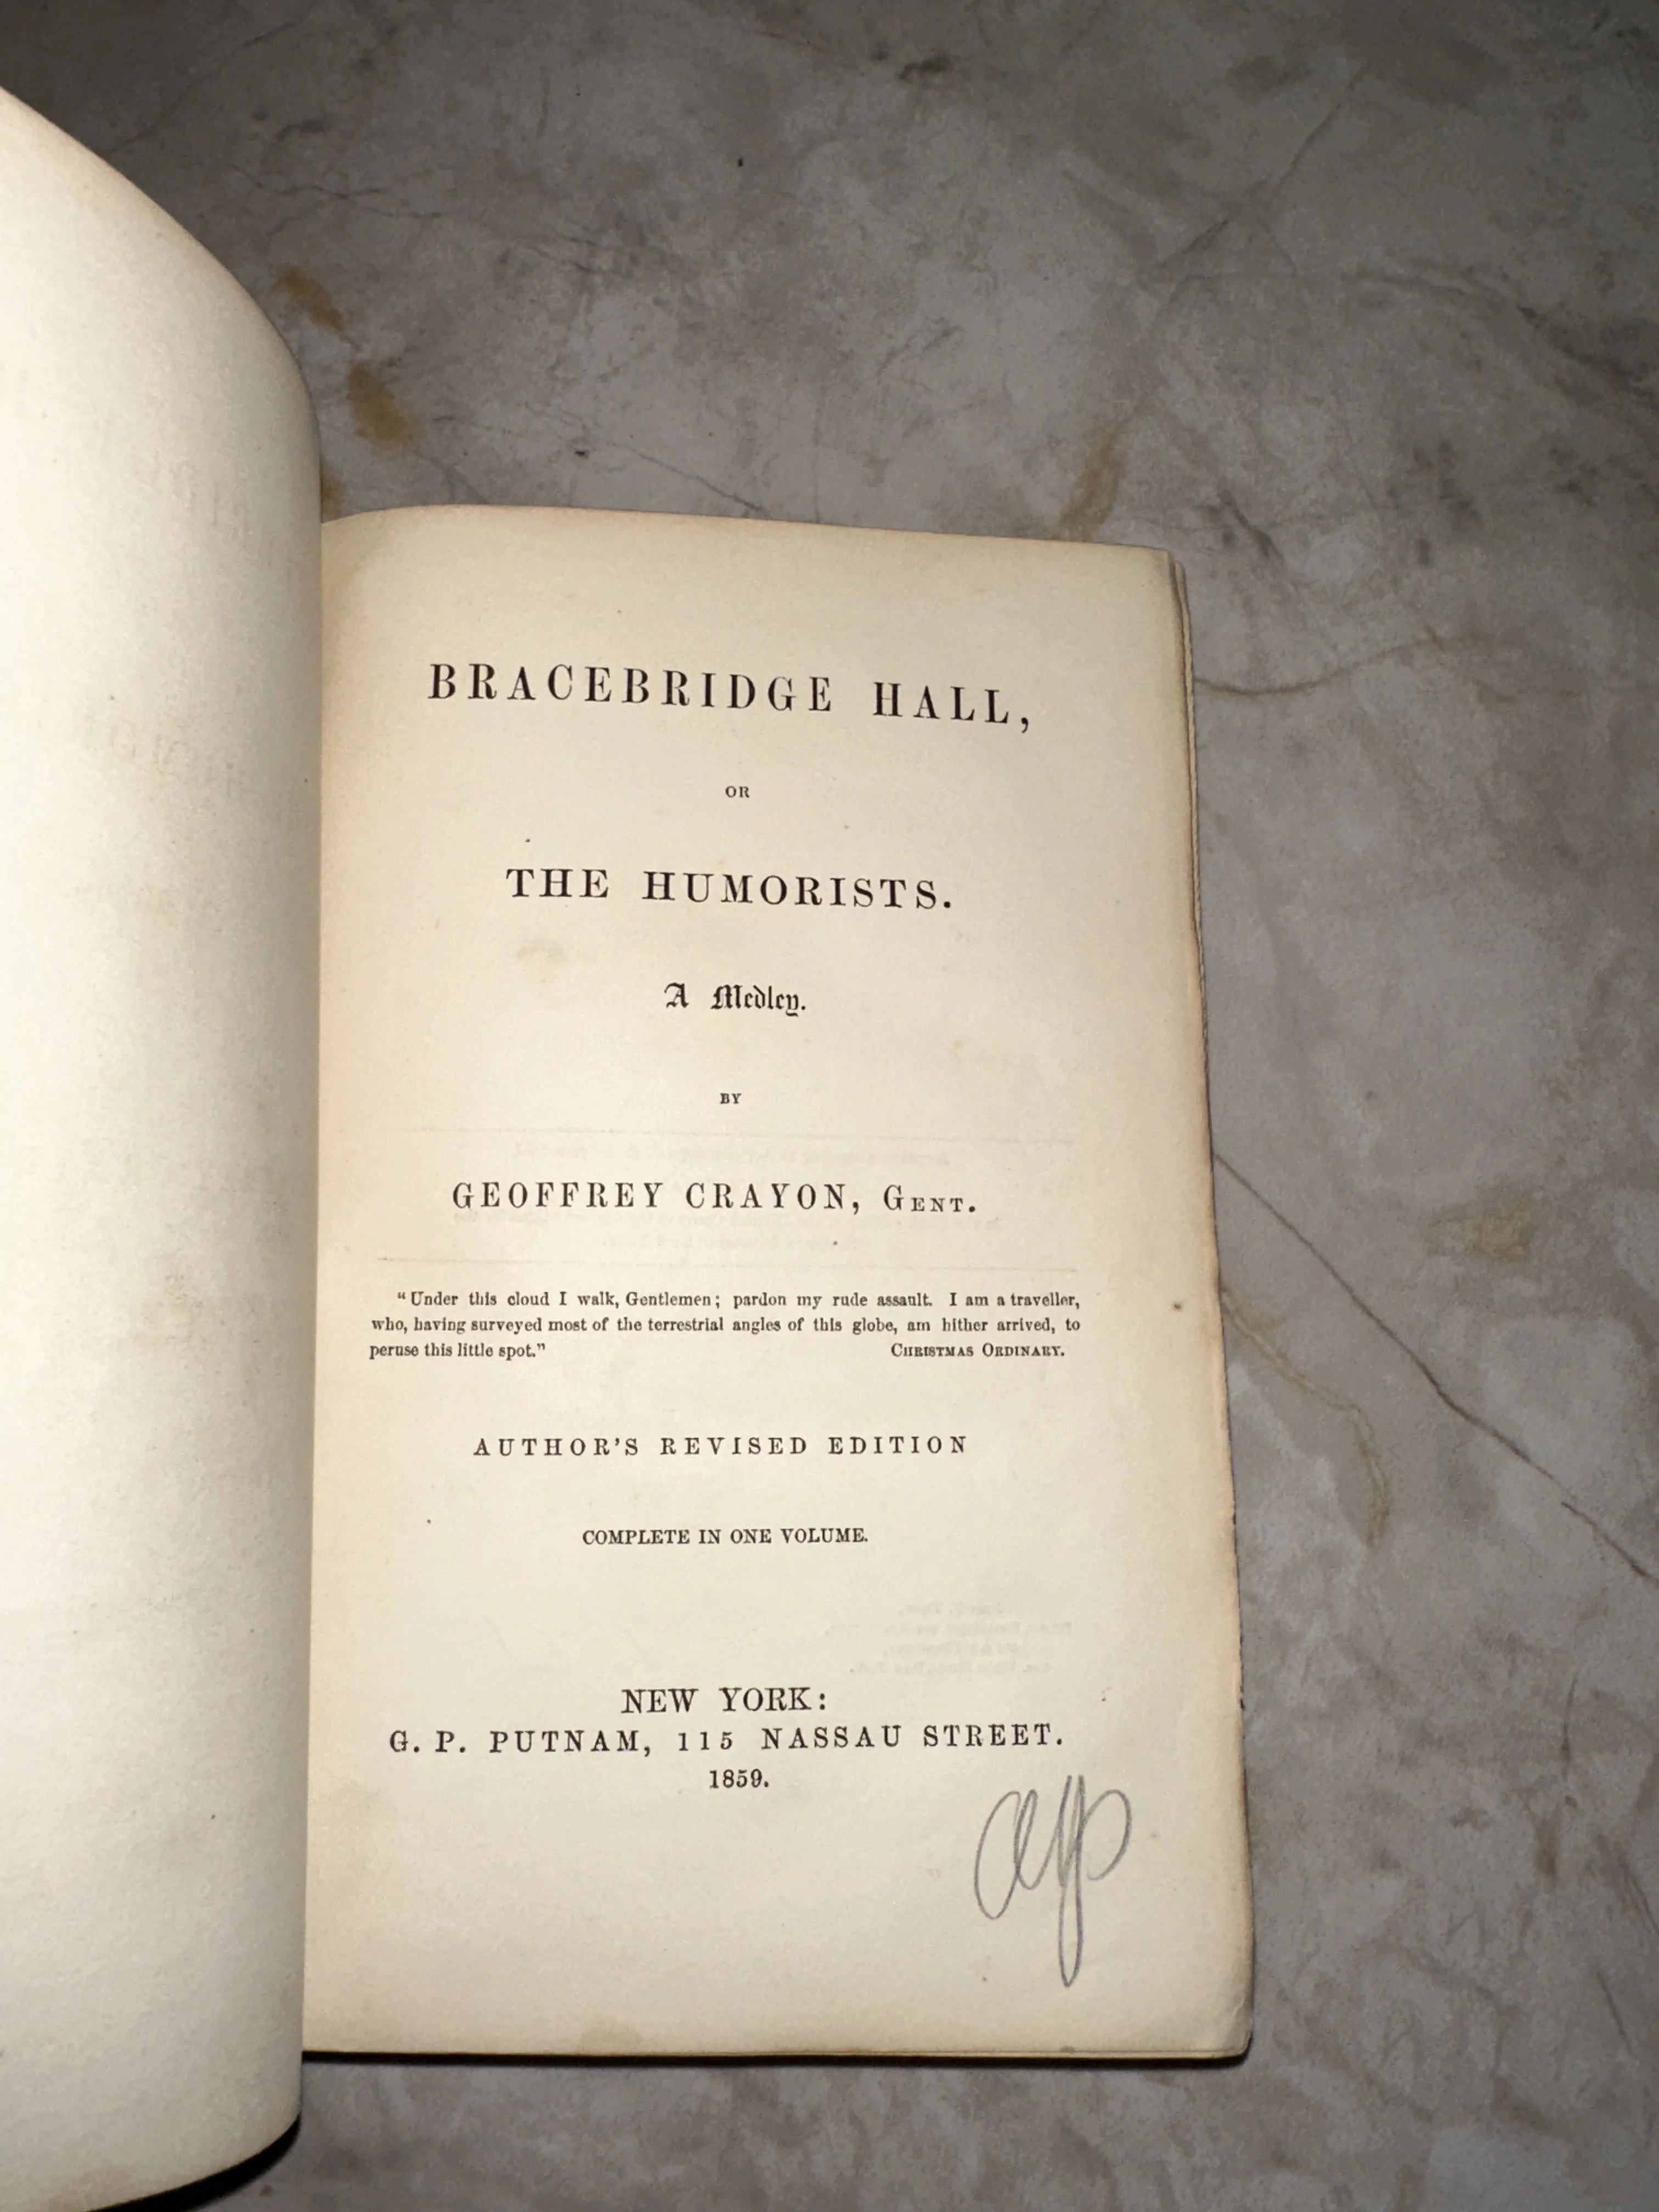 BRACEBRIDGE HALL,
OR
THE HUMORISTS.
A Medley.
BY
GEOFFREY CRAYON, GENT.
“Under this cloud I walk, Gentlemen; pardon my rude assault. I am a traveller,
who, having surveyed most of the terrestrial angles of this globe, am hither arrived, to
peruse this little spot.” CHRISTMAS ORDINARY.
AUTHOR'S REVISED EDITION
COMPLETE IN ONE VOLUME.
NEW YORK:
G. P. PUTNAM, 115 NASSAU STREET.
1859.